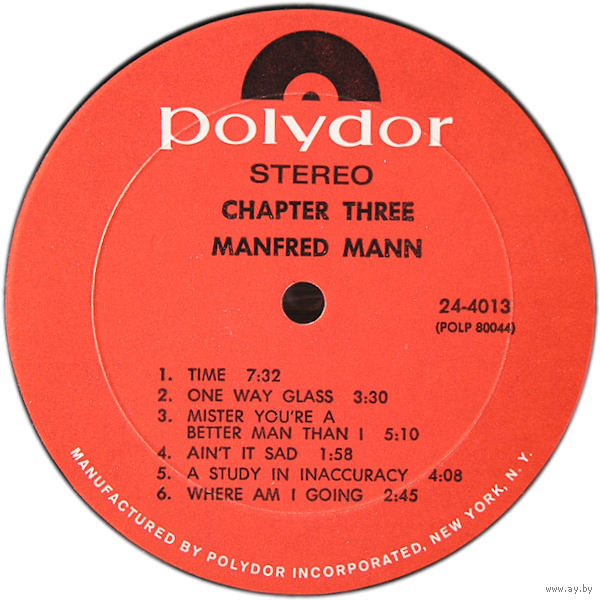 polydor
STEREO
CHAPTER THREE
MANFRED MANN
24-4013
(POLP 80044)
1. TIME 7:32
2. ONE WAY GLASS 3:30
3. MISTER YOU'RE A
BETTER MAN THAN I 5:10
4. AIN'T IT SAD 1:58
5. A STUDY IN INACCURACY 4:08
6. WHERE AM I GOING 2:45
MANUFACTURED BY POLYDOR INCORPORATED, NEW YORK, N. Y.
www.ay.by